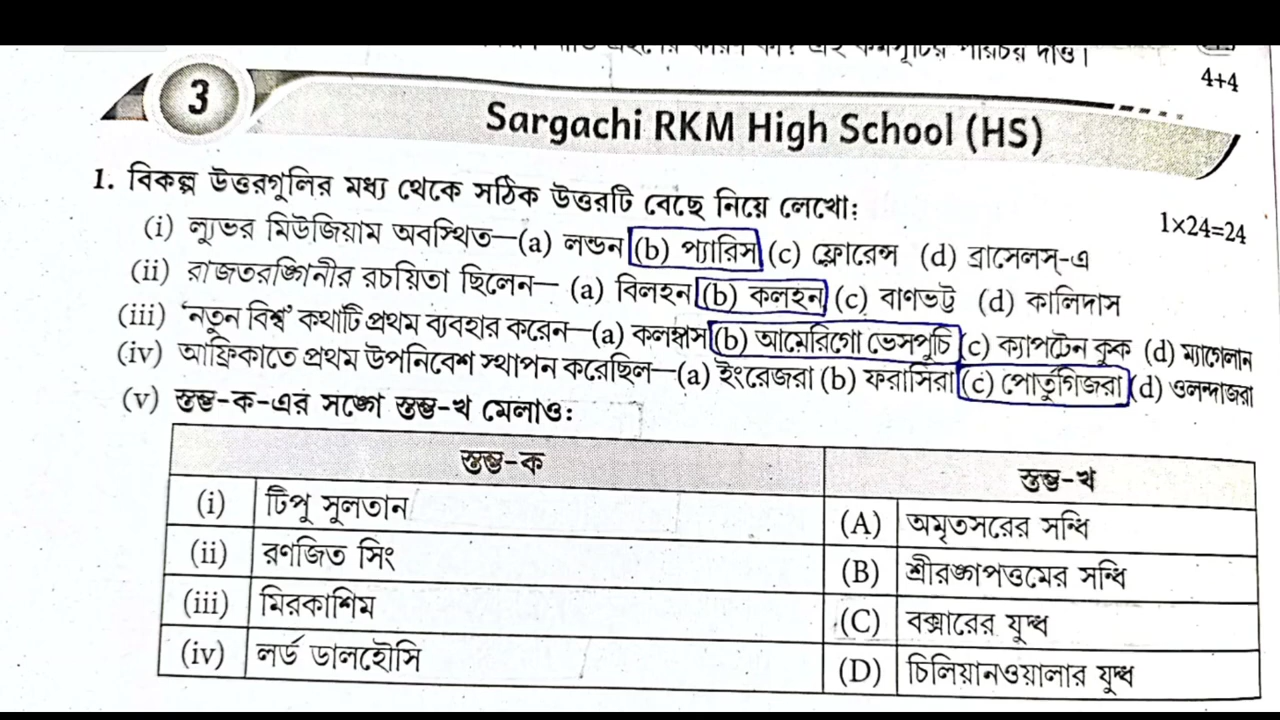 4+4
3
Sargachi RKM High School (HS)
1. বিকল্প উত্তরগুলির মধ্য থেকে সঠিক উত্তরটি বেছে নিয়ে লেখো: 1×24=24
(i) ল্যুভর মিউজিয়াম অবস্থিত—(a) লন্ডন (b) প্যারিস (c) ফ্লোরেন্স (d) ব্রাসেলস্-এ
(ii) রাজতরঙ্গিনীর রচয়িতা ছিলেন— (a) বিলহন (b) কলহন (c) বাণভট্ট (d) কালিদাস
(iii) 'নতুন বিশ্ব' কথাটি প্রথম ব্যবহার করেন—(a) কলম্বাস (b) আমেরিগো ভেসপুচি (c) ক্যাপটেন কুক (d) ম্যাগেলান
(iv) আফ্রিকাতে প্রথম উপনিবেশ স্থাপন করেছিল—(a) ইংরেজরা (b) ফরাসিরা (c) পোর্তুগিজরা (d) ওলন্দাজরা
(v) স্তম্ভ-ক-এর সঙ্গে স্তম্ভ-খ মেলাও:
স্তম্ভ-ক স্তম্ভ-খ
(i) টিপু সুলতান (A) অমৃতসরের সন্ধি
(ii) রণজিত সিং (B) শ্রীরঙ্গপত্তমের সন্ধি
(iii) মিরকাশিম (C) বক্সারের যুদ্ধ
(iv) লর্ড ডালহৌসি (D) চিলিয়ানওয়ালার যুদ্ধ